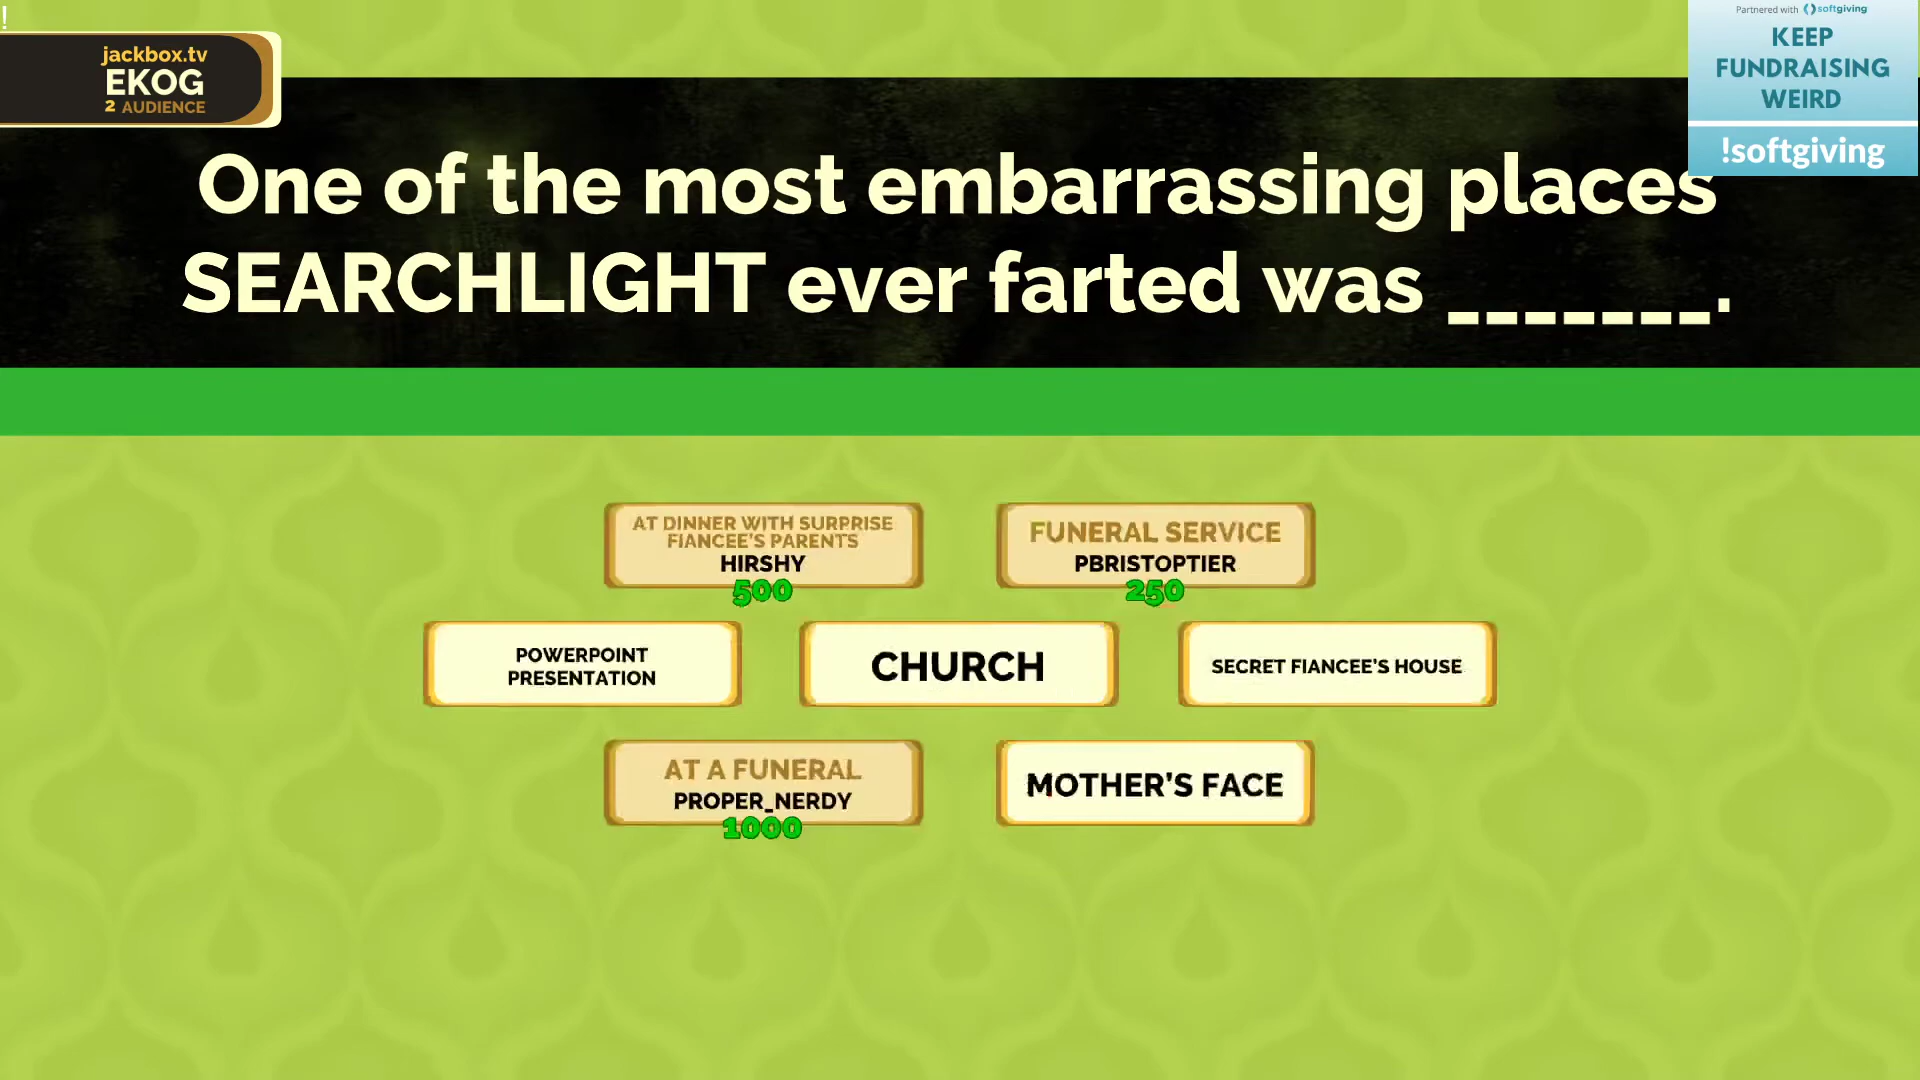 !
jackbox.tv
EKOG
2 AUDIENCE
Partnered with softgiving
KEEP
FUNDRAISING
WEIRD
!softgiving
One of the most embarrassing places
SEARCHLIGHT ever farted was _______.
AT DINNER WITH SURPRISE
FIANCEE'S PARENTS
HIRSHY
500
FUNERAL SERVICE
PBRISTOPTIER
250
POWERPOINT
PRESENTATION
CHURCH
SECRET FIANCEE'S HOUSE
AT A FUNERAL
PROPER_NERDY
1000
MOTHER'S FACE